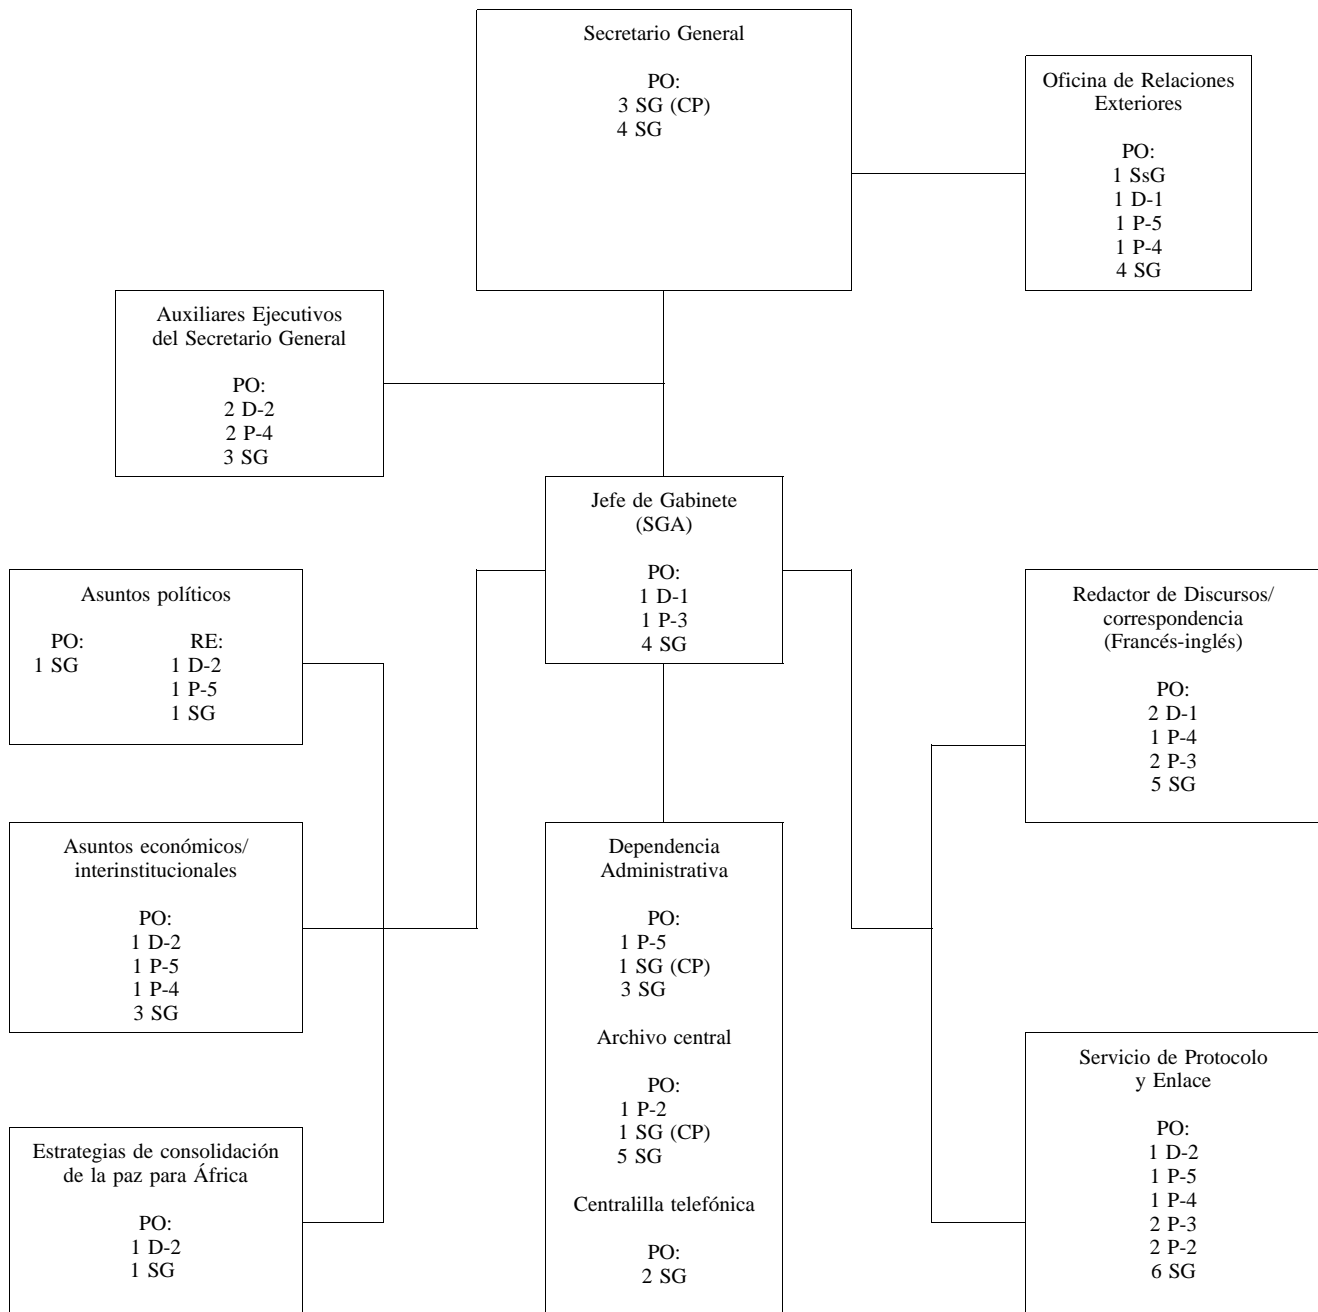 Secretario General
PO:
3 SG (CP)
4 SG
Oficina de Relaciones
Exteriores
PO:
1 SsG
1 D-1
1 P-5
1 P-4
4 SG
Auxiliares Ejecutivos
del Secretario General
PO:
2 D-2
2 P-4
3 SG
Jefe de Gabinete
(SGA)
PO:
1 D-1
1 P-3
4 SG
Asuntos políticos
PO:
1 SG
RE:
1 D-2
1 P-5
1 SG
Redactor de Discursos/
correspondencia
(Francés-inglés)
PO:
2 D-1
1 P-4
2 P-3
5 SG
Asuntos económicos/
interinstitucionales
PO:
1 D-2
1 P-5
1 P-4
3 SG
Dependencia
Administrativa
PO:
1 P-5
1 SG (CP)
3 SG
Archivo central
PO:
1 P-2
1 SG (CP)
5 SG
Centralilla telefónica
PO:
2 SG
Servicio de Protocolo
y Enlace
PO:
1 D-2
1 P-5
1 P-4
2 P-3
2 P-2
6 SG
Estrategias de consolidación
de la paz para África
PO:
1 D-2
1 SG